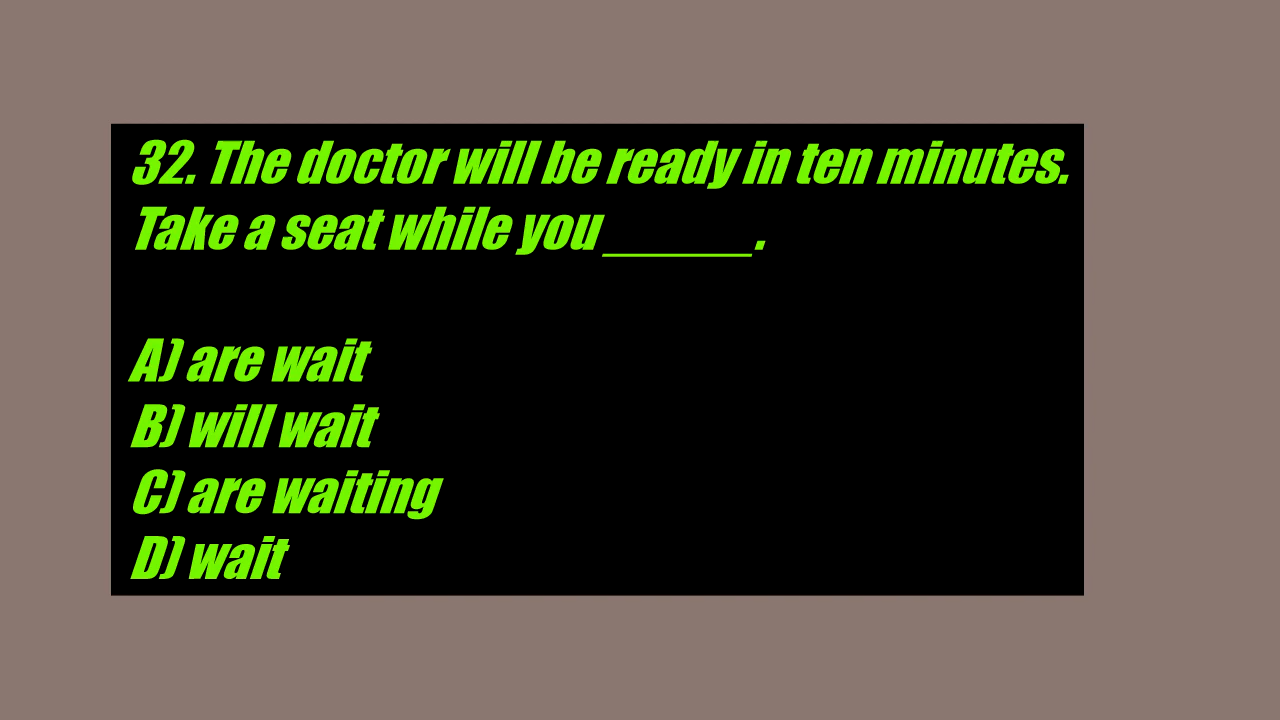 32. The doctor will be ready in ten minutes.
Take a seat while you _____.
A) are wait
B) will wait
C) are waiting
D) wait